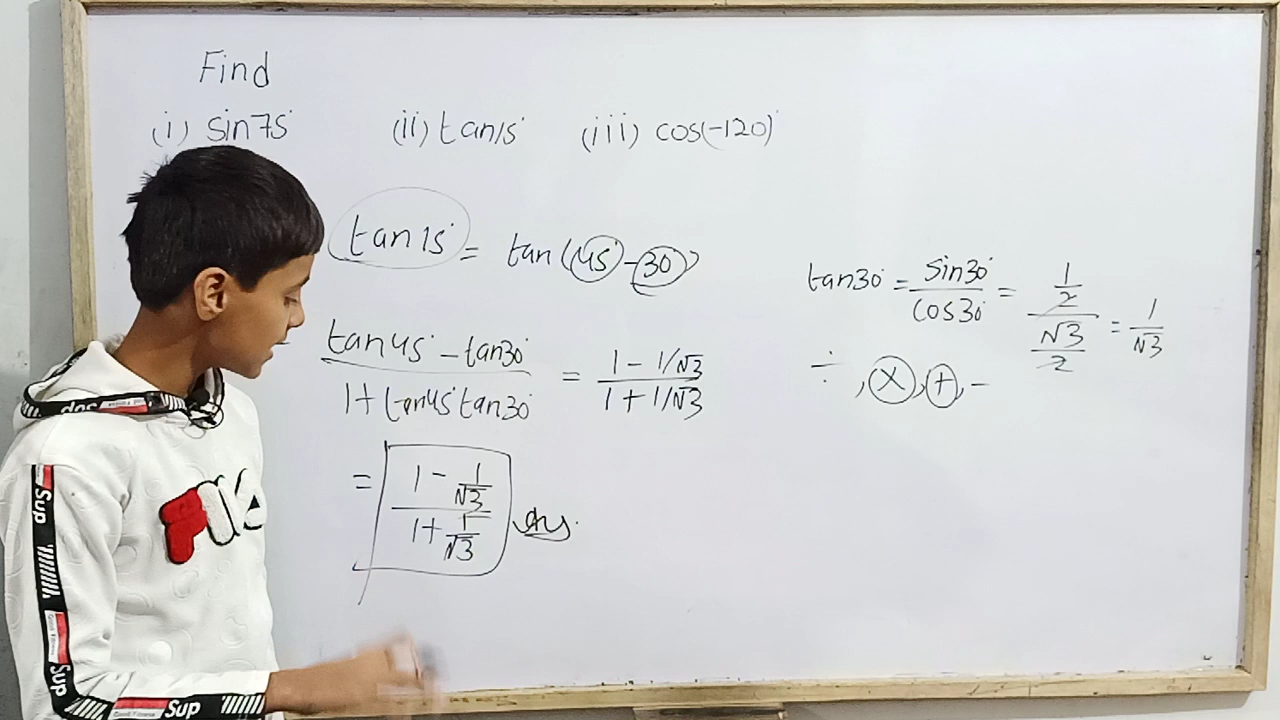 Find
(i) sin75° (ii) tan15° (iii) cos(-120)°
tan15° = tan(45° - 30°)
tan45° - tan30° / 1 + tan45° tan30° = 1 - 1/√3 / 1 + 1/√3
= 1 - 1/√3 / 1 + 1/√3 Ans.
tan30° = sin30° / cos30° = 1/2 / √3/2 = 1/√3
÷, ×, +, -
Sup
FILA
Sup
Sup
Sup